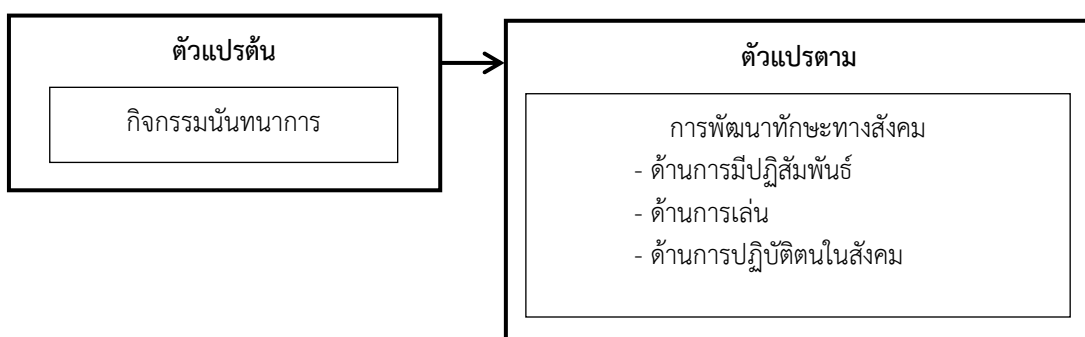 ตัวแปรต้น
กิจกรรมนันทนาการ
ตัวแปรตาม
การพัฒนาทักษะทางสังคม
- ด้านการมีปฏิสัมพันธ์
- ด้านการเล่น
- ด้านการปฏิบัติตนในสังคม